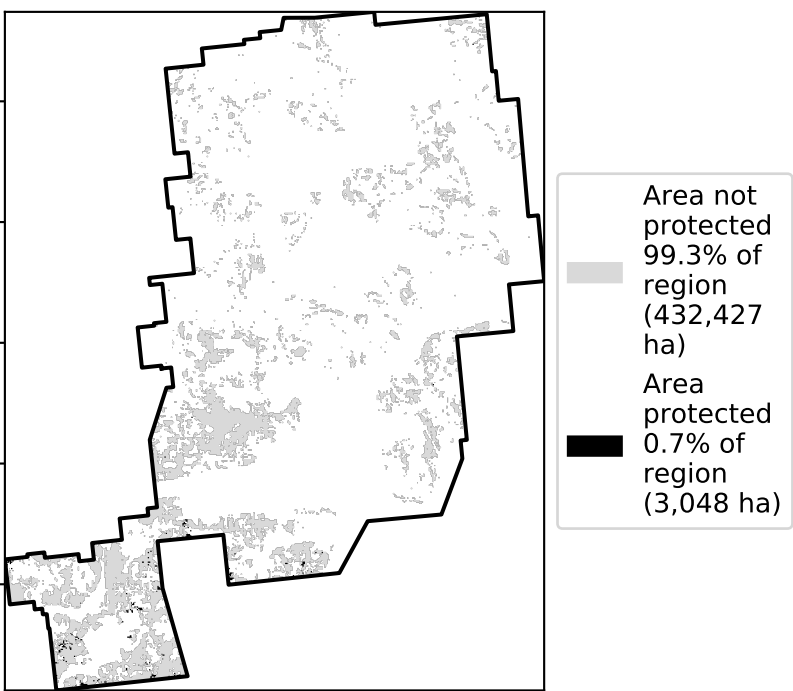 Area not
protected
99.3% of
region
(432,427
ha)
Area
protected
0.7% of
region
(3,048 ha)